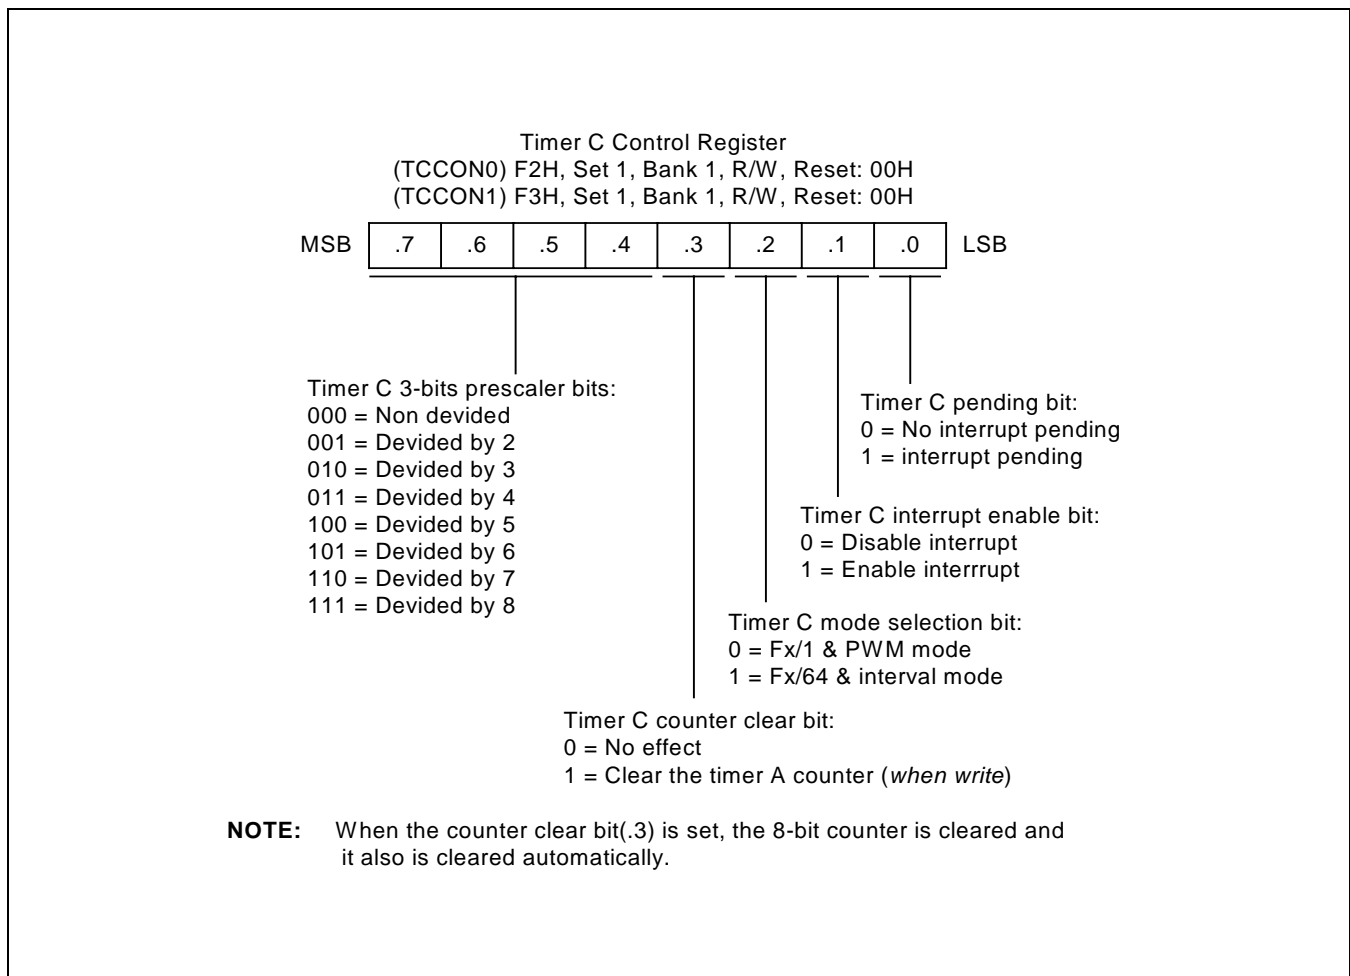 Timer C Control Register
(TCCON0) F2H, Set 1, Bank 1, R/W, Reset: 00H
(TCCON1) F3H, Set 1, Bank 1, R/W, Reset: 00H
MSB .7 .6 .5 .4 .3 .2 .1 .0 LSB
Timer C 3-bits prescaler bits:
000 = Non devided
001 = Devided by 2
010 = Devided by 3
011 = Devided by 4
100 = Devided by 5
101 = Devided by 6
110 = Devided by 7
111 = Devided by 8
Timer C pending bit:
0 = No interrupt pending
1 = interrupt pending
Timer C interrupt enable bit:
0 = Disable interrupt
1 = Enable interrrupt
Timer C mode selection bit:
0 = Fx/1 & PWM mode
1 = Fx/64 & interval mode
Timer C counter clear bit:
0 = No effect
1 = Clear the timer A counter (when write)
NOTE: When the counter clear bit(.3) is set, the 8-bit counter is cleared and
it also is cleared automatically.